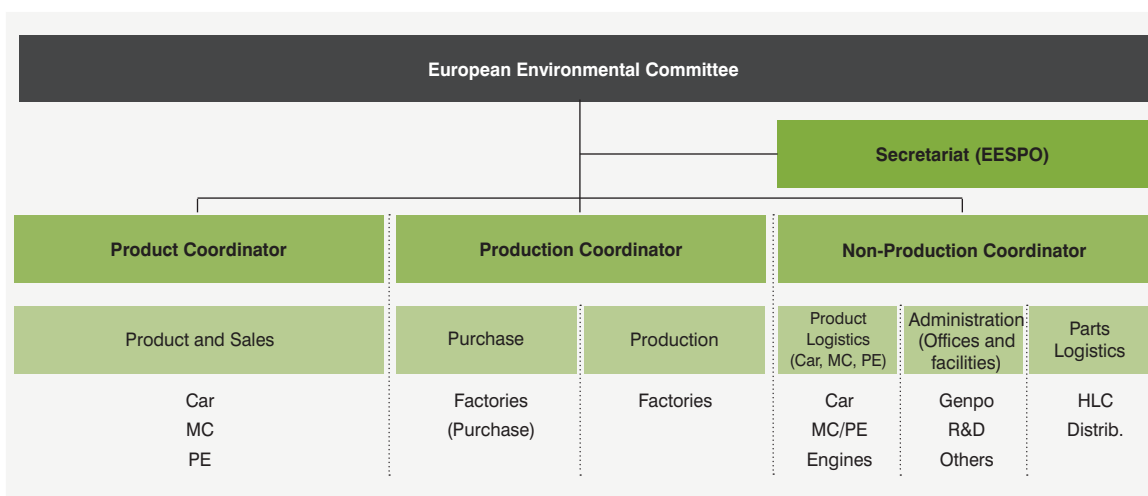 European Environmental Committee
Secretariat (EESPO)
Product Coordinator
Production Coordinator
Non-Production Coordinator
Product and Sales
Purchase
Production
Product
Logistics
(Car, MC, PE)
Administration
(Offices and
facilities)
Parts
Logistics
Car
MC
PE
Factories
(Purchase)
Factories
Car
MC/PE
Engines
Genpo
R&D
Others
HLC
Distrib.